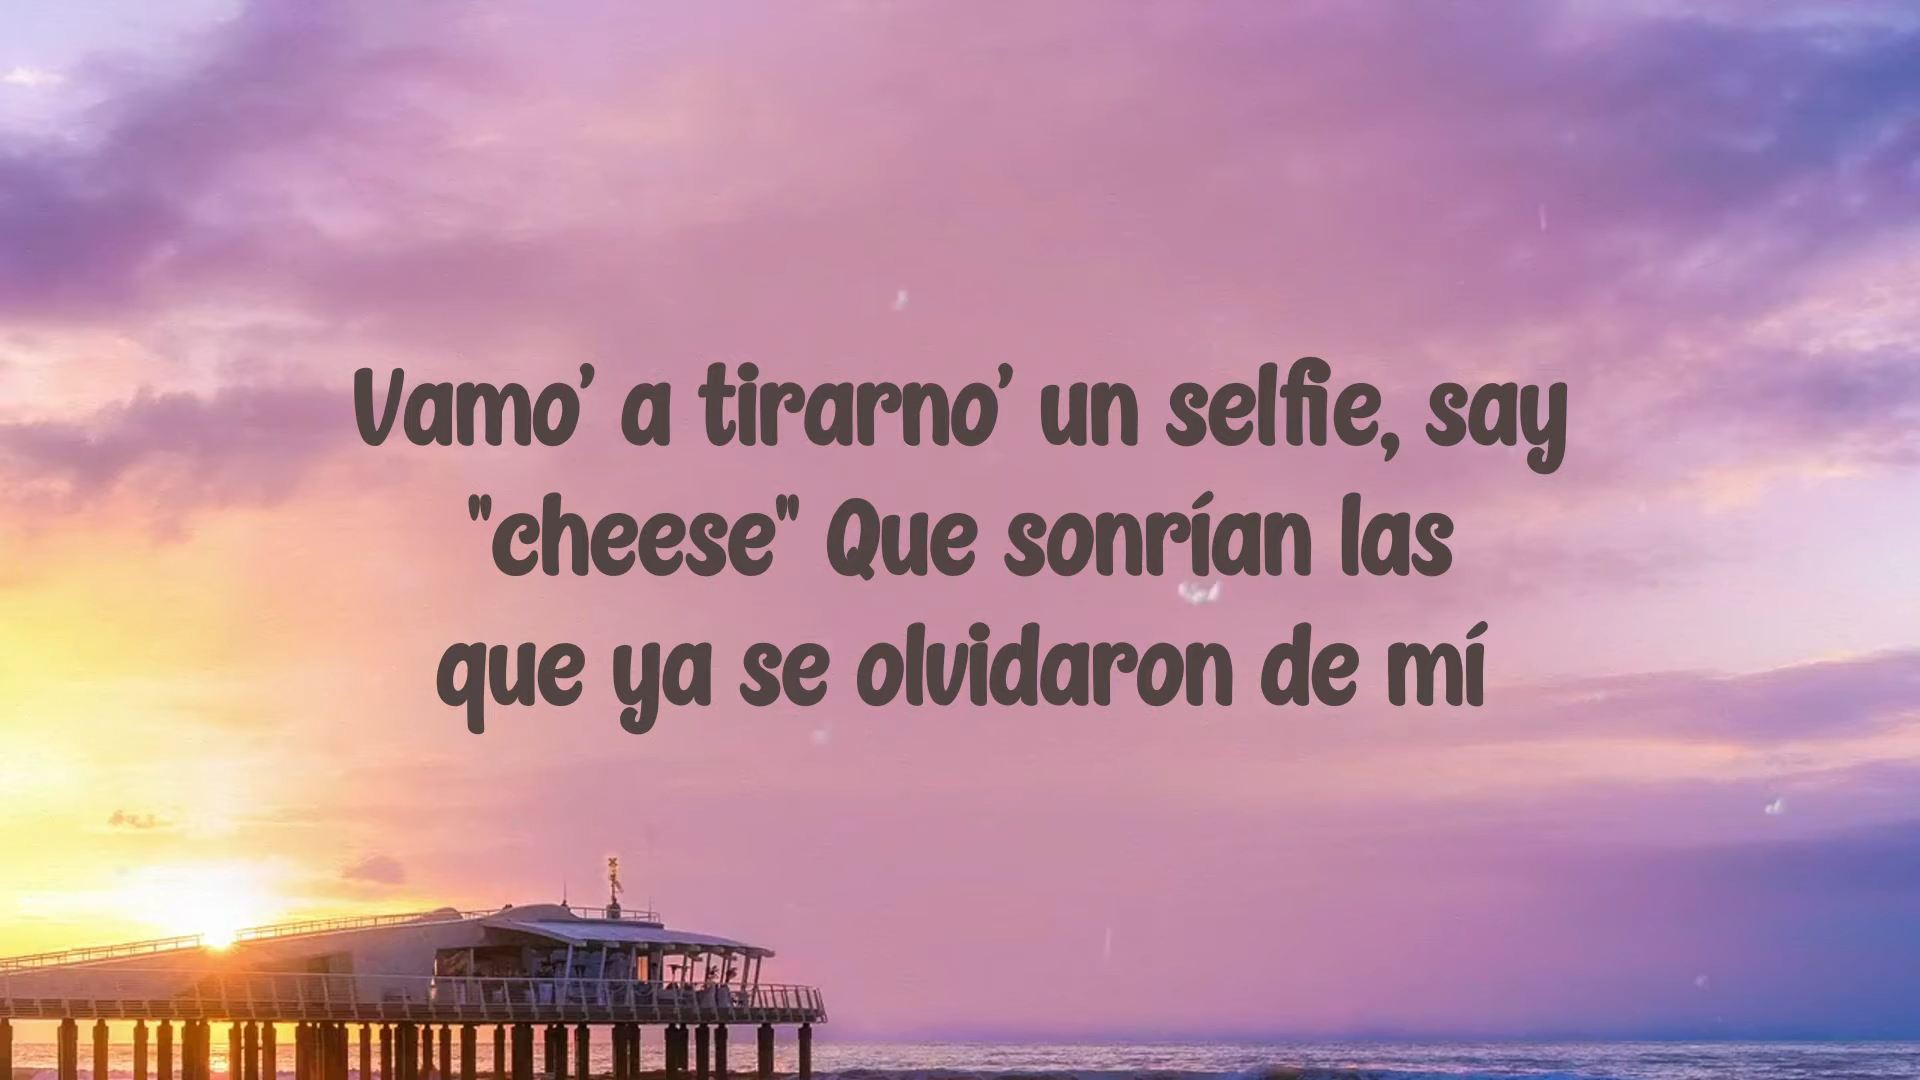 Vamo’ a tirarno’ un selfie, say
"cheese" Que sonrían las
que ya se olvidaron de mí